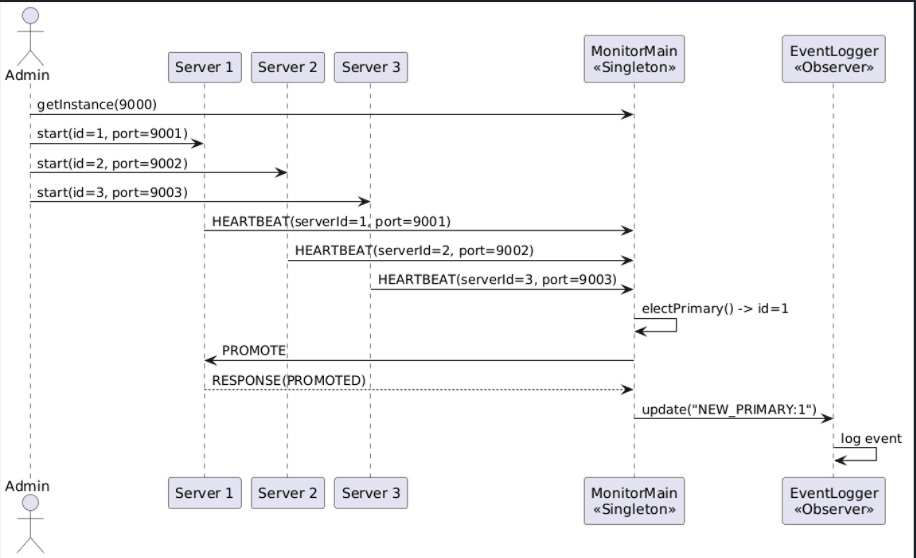 Admin
Server 1
Server 2
Server 3
MonitorMain
«Singleton»
EventLogger
«Observer»
getInstance(9000)
start(id=1, port=9001)
start(id=2, port=9002)
start(id=3, port=9003)
HEARTBEAT(serverId=1, port=9001)
HEARTBEAT(serverId=2, port=9002)
HEARTBEAT(serverId=3, port=9003)
electPrimary() -> id=1
PROMOTE
RESPONSE(PROMOTED)
update("NEW_PRIMARY:1")
log event
Admin
Server 1
Server 2
Server 3
MonitorMain
«Singleton»
EventLogger
«Observer»